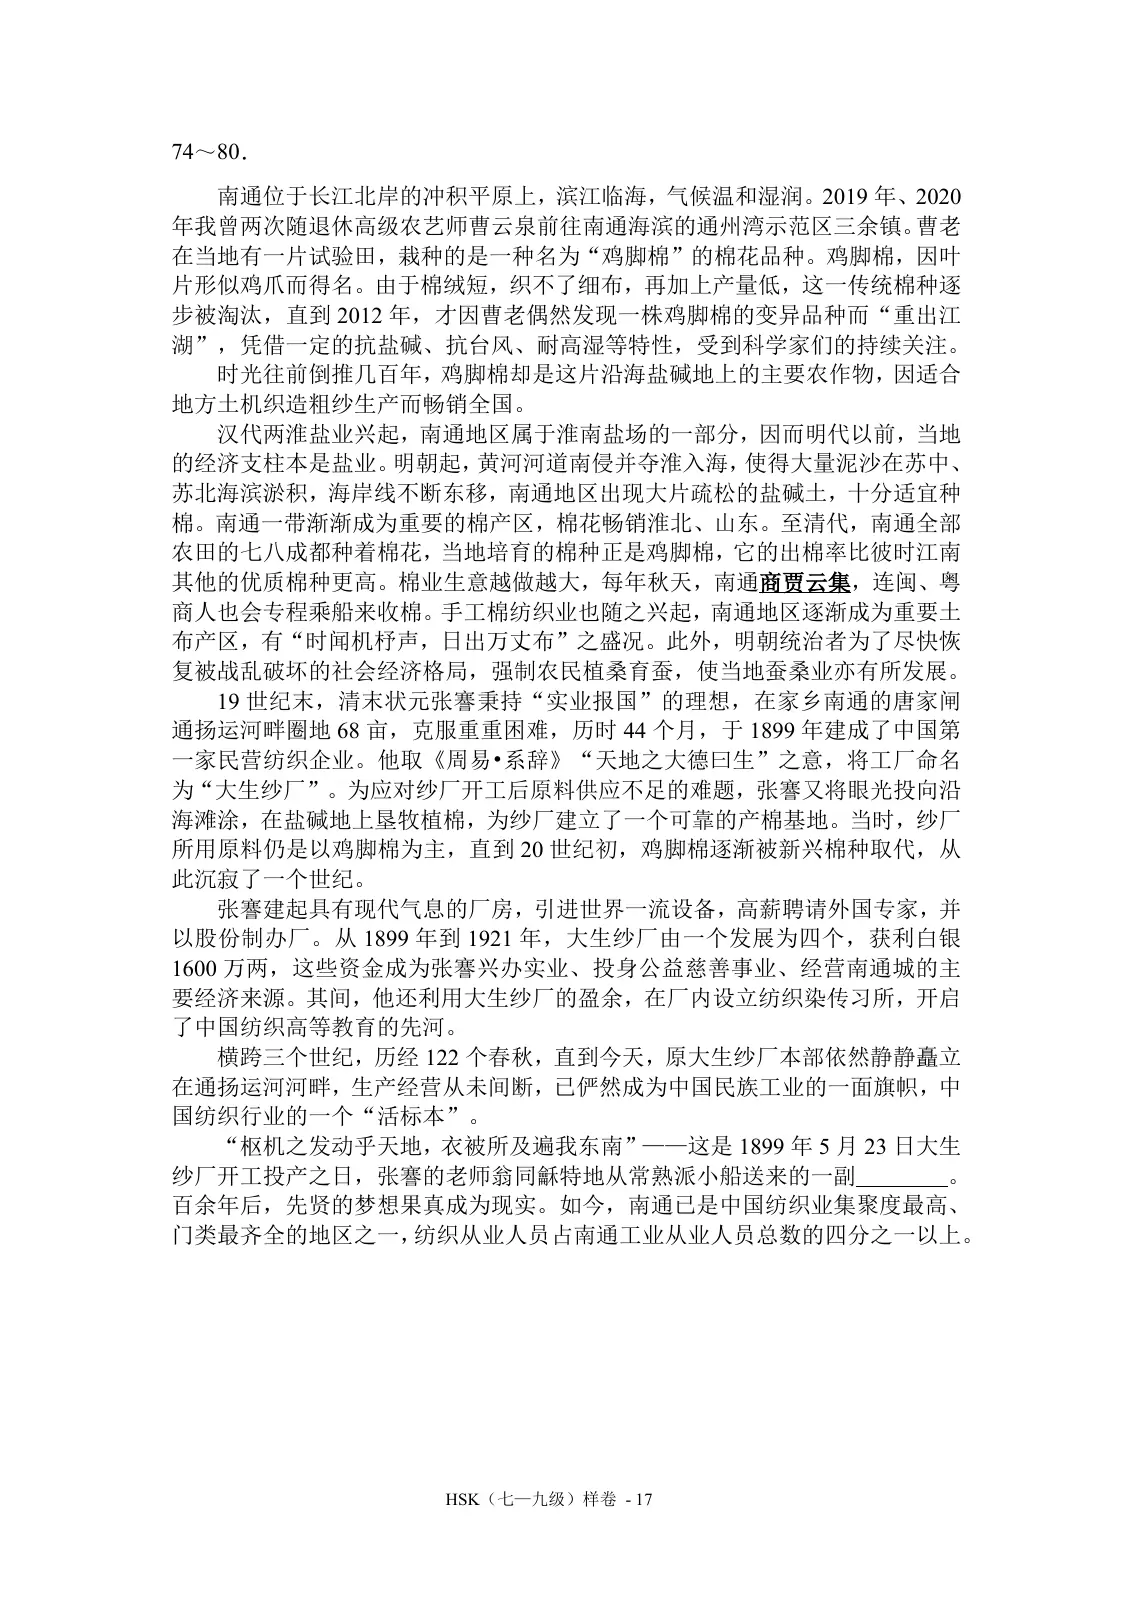 74～80．
南通位于长江北岸的冲积平原上，滨江临海，气候温和湿润。2019 年、2020
年我曾两次随退休高级农艺师曹云泉前往南通海滨的通州湾示范区三余镇。曹老
在当地有一片试验田，栽种的是一种名为“鸡脚棉”的棉花品种。鸡脚棉，因叶
片形似鸡爪而得名。由于棉绒短，织不了细布，再加上产量低，这一传统棉种逐
步被淘汰，直到 2012 年，才因曹老偶然发现一株鸡脚棉的变异品种而“重出江
湖”，凭借一定的抗盐碱、抗台风、耐高湿等特性，受到科学家们的持续关注。
时光往前倒推几百年，鸡脚棉却是这片沿海盐碱地上的主要农作物，因适合
地方土机织造粗纱生产而畅销全国。
汉代两淮盐业兴起，南通地区属于淮南盐场的一部分，因而明代以前，当地
的经济支柱本是盐业。明朝起，黄河河道南侵并夺淮入海，使得大量泥沙在苏中、
苏北海滨淤积，海岸线不断东移，南通地区出现大片疏松的盐碱土，十分适宜种
棉。南通一带渐渐成为重要的棉产区，棉花畅销淮北、山东。至清代，南通全部
农田的七八成都种着棉花，当地培育的棉种正是鸡脚棉，它的出棉率比彼时江南
其他的优质棉种更高。棉业生意越做越大，每年秋天，南通商贾云集，连闽、粤
商人也会专程乘船来收棉。手工棉纺织业也随之兴起，南通地区逐渐成为重要土
布产区，有“时闻机杼声，日出万丈布”之盛况。此外，明朝统治者为了尽快恢
复被战乱破坏的社会经济格局，强制农民植桑育蚕，使当地蚕桑业亦有所发展。
19 世纪末，清末状元张謇秉持“实业报国”的理想，在家乡南通的唐家闸
通扬运河畔圈地 68 亩，克服重重困难，历时 44 个月，于 1899 年建成了中国第
一家民营纺织企业。他取《周易•系辞》“天地之大德曰生”之意，将工厂命名
为“大生纱厂”。为应对纱厂开工后原料供应不足的难题，张謇又将眼光投向沿
海滩涂，在盐碱地上垦牧植棉，为纱厂建立了一个可靠的产棉基地。当时，纱厂
所用原料仍是以鸡脚棉为主，直到 20 世纪初，鸡脚棉逐渐被新兴棉种取代，从
此沉寂了一个世纪。
张謇建起具有现代气息的厂房，引进世界一流设备，高薪聘请外国专家，并
以股份制办厂。从 1899 年到 1921 年，大生纱厂由一个发展为四个，获利白银
1600 万两，这些资金成为张謇兴办实业、投身公益慈善事业、经营南通城的主
要经济来源。其间，他还利用大生纱厂的盈余，在厂内设立纺织染传习所，开启
了中国纺织高等教育的先河。
横跨三个世纪，历经 122 个春秋，直到今天，原大生纱厂本部依然静静矗立
在通扬运河河畔，生产经营从未间断，已俨然成为中国民族工业的一面旗帜，中
国纺织行业的一个“活标本”。
“枢机之发动乎天地，衣被所及遍我东南”——这是 1899 年 5 月 23 日大生
纱厂开工投产之日，张謇的老师翁同龢特地从常熟派小船送来的一副________。
百余年后，先贤的梦想果真成为现实。如今，南通已是中国纺织业集聚度最高、
门类最齐全的地区之一，纺织从业人员占南通工业从业人员总数的四分之一以上。
HSK（七—九级）样卷 - 17